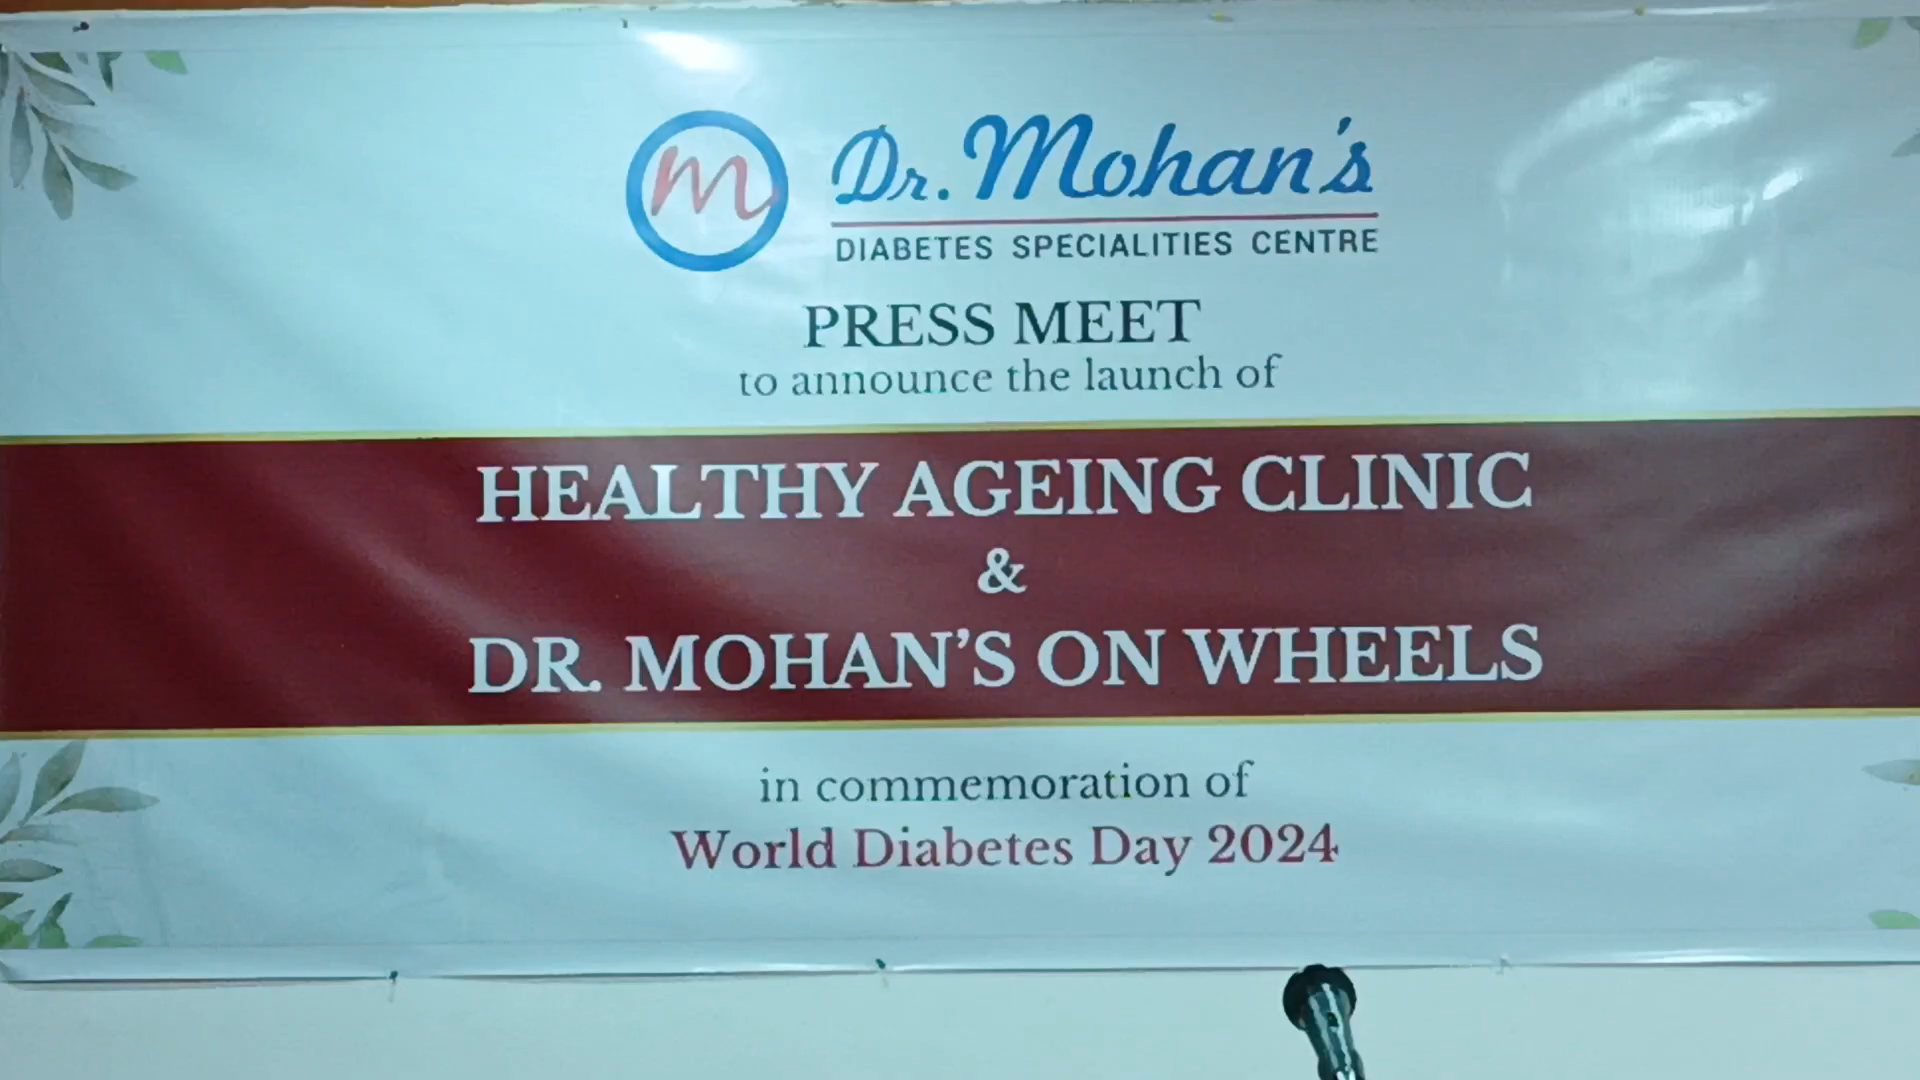 m
Dr. Mohan's
DIABETES SPECIALITIES CENTRE
PRESS MEET
to announce the launch of
HEALTHY AGEING CLINIC
&
DR. MOHAN'S ON WHEELS
in commemoration of
World Diabetes Day 2024